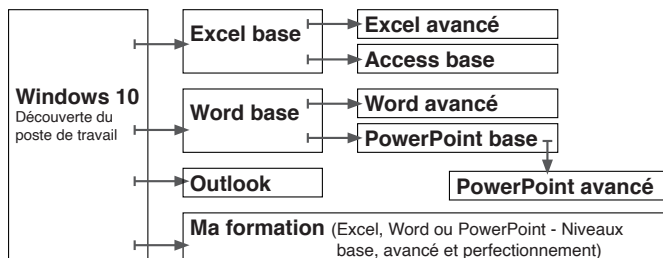 Excel base
Excel avancé
Access base
Windows 10
Découverte du
poste de travail
Word base
Word avancé
PowerPoint base
PowerPoint avancé
Outlook
Ma formation (Excel, Word ou PowerPoint - Niveaux
base, avancé et perfectionnement)